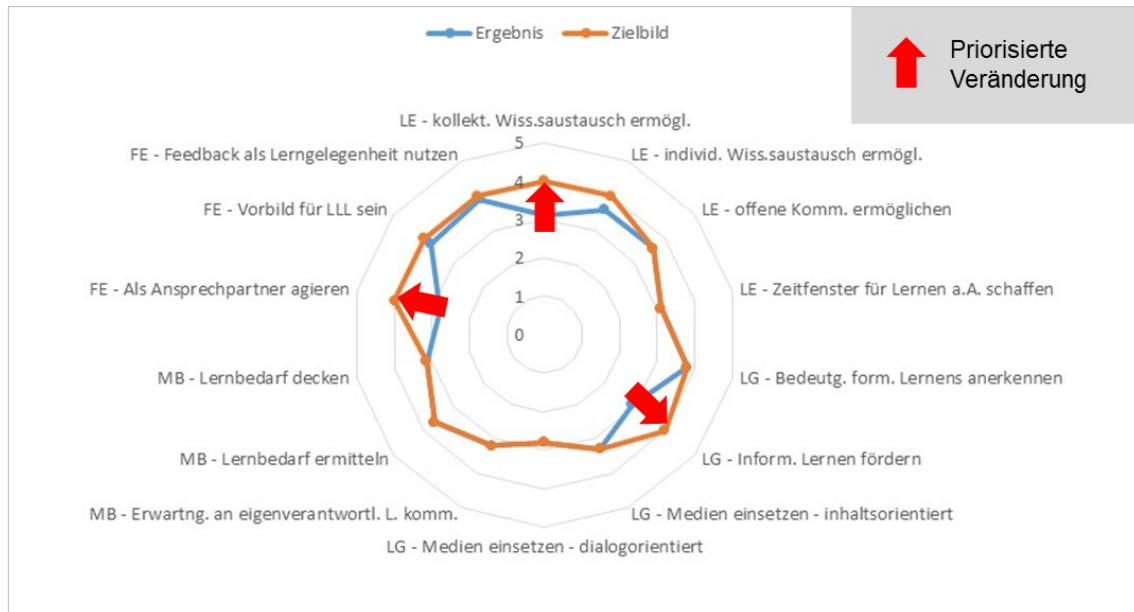 Ergebnis
Zielbild
Priorisierte
Veränderung
LE - kollekt. Wiss.saustausch ermögl.
LE - individ. Wiss.saustausch ermögl.
LE - offene Komm. ermöglichen
LE - Zeitfenster für Lernen a.A. schaffen
LG - Bedeutg. form. Lernens anerkennen
LG - Inform. Lernen fördern
LG - Medien einsetzen - inhaltsorientiert
LG - Medien einsetzen - dialogorientiert
MB - Erwartng. an eigenverantwortl. L. komm.
MB - Lernbedarf ermitteln
MB - Lernbedarf decken
FE - Als Ansprechpartner agieren
FE - Vorbild für LLL sein
FE - Feedback als Lerngelegenheit nutzen
5
4
3
2
1
0